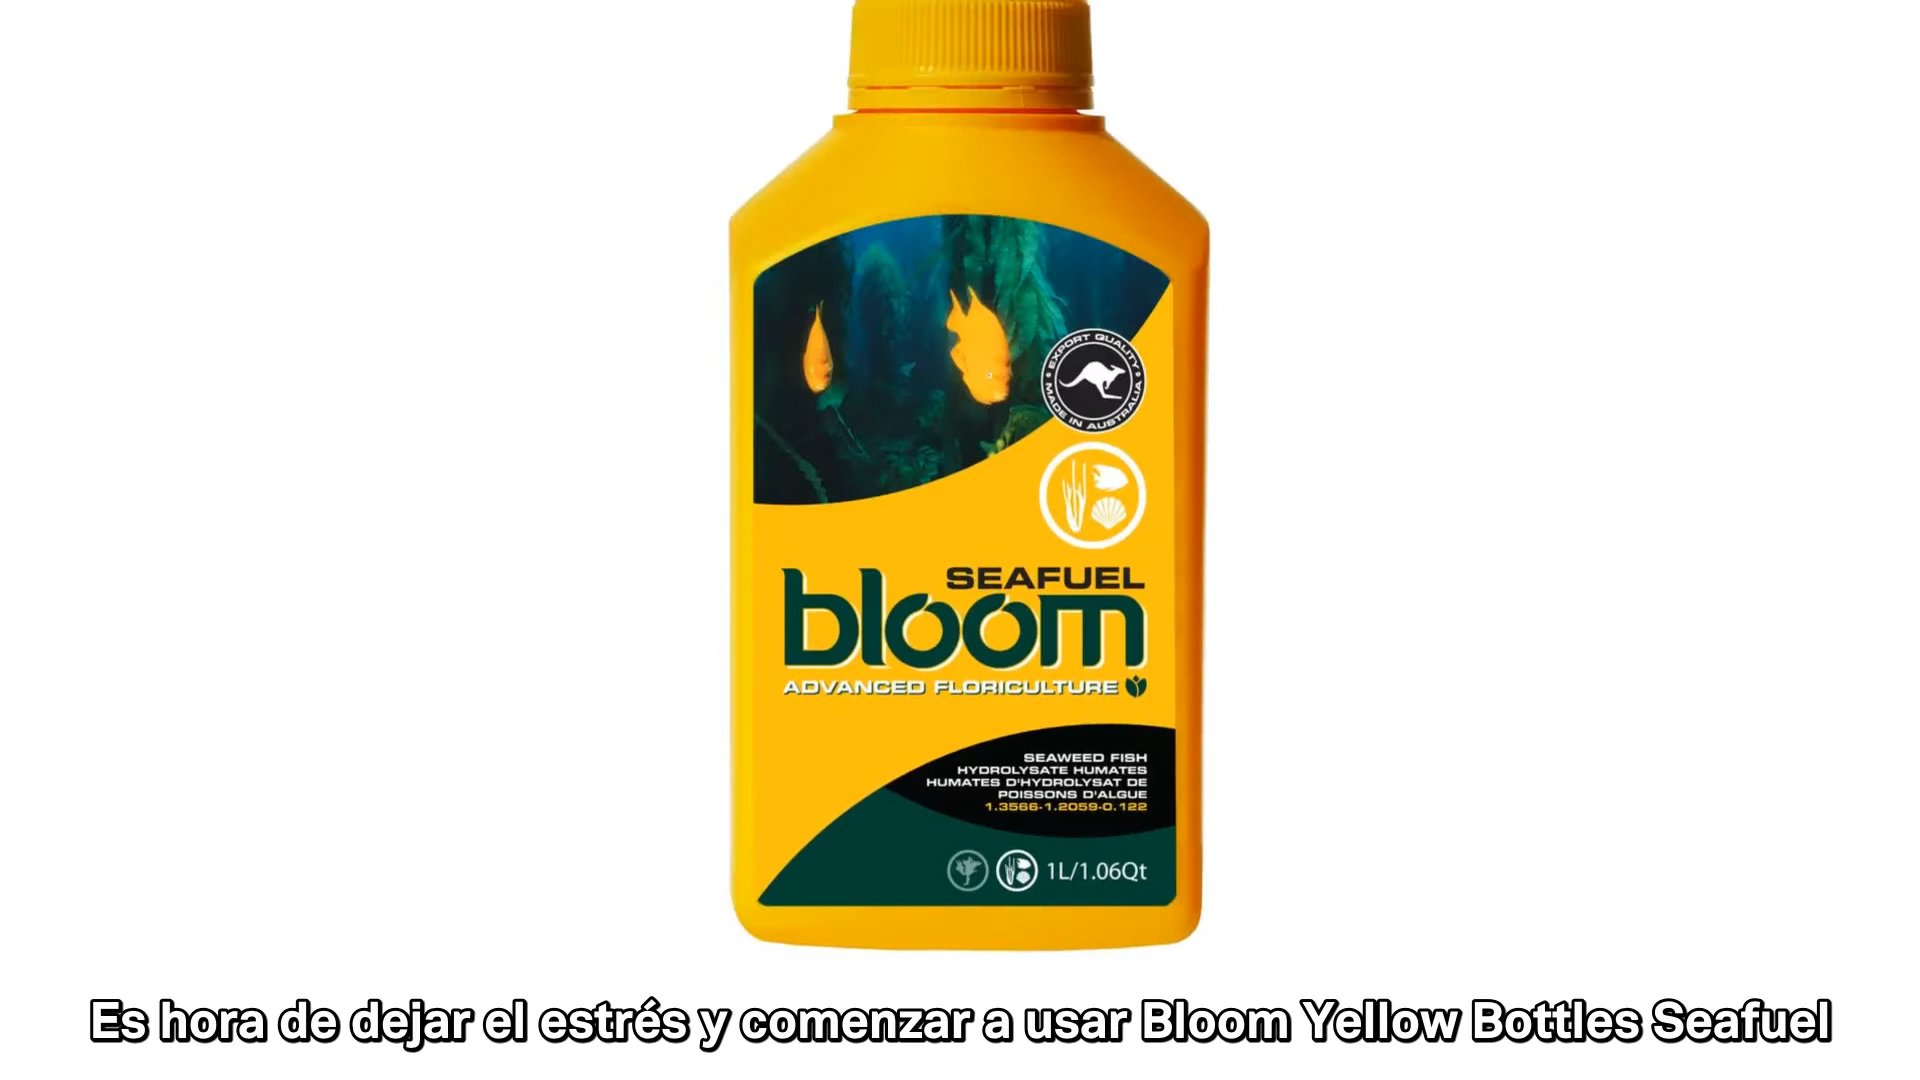 EXPORT QUALITY
MADE IN AUSTRALIA
SEAFUEL
bloom
ADVANCED FLORICULTURE
SEAWEED FISH
HYDROLYSATE HUMATES
HUMATES D'HYDROLYSAT DE
POISSONS D'ALGUE
1.3566-1.2059-0.122
1L/1.06Qt
Es hora de dejar el estrés y comenzar a usar Bloom Yellow Bottles Seafuel